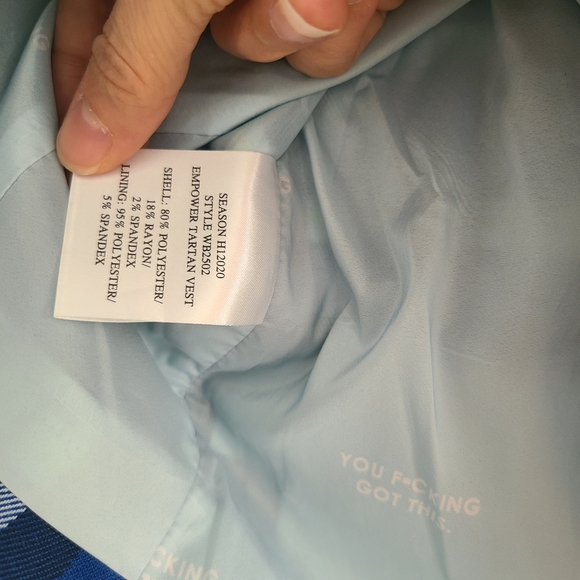 SEASON H12020
STYLE WB2502
EMPOWER TARTAN VEST
SHELL: 80% POLYESTER/
18% RAYON/
2% SPANDEX
LINING: 95% POLYESTER/
5% SPANDEX
YOU F*CKING
GOT THIS.
CKING